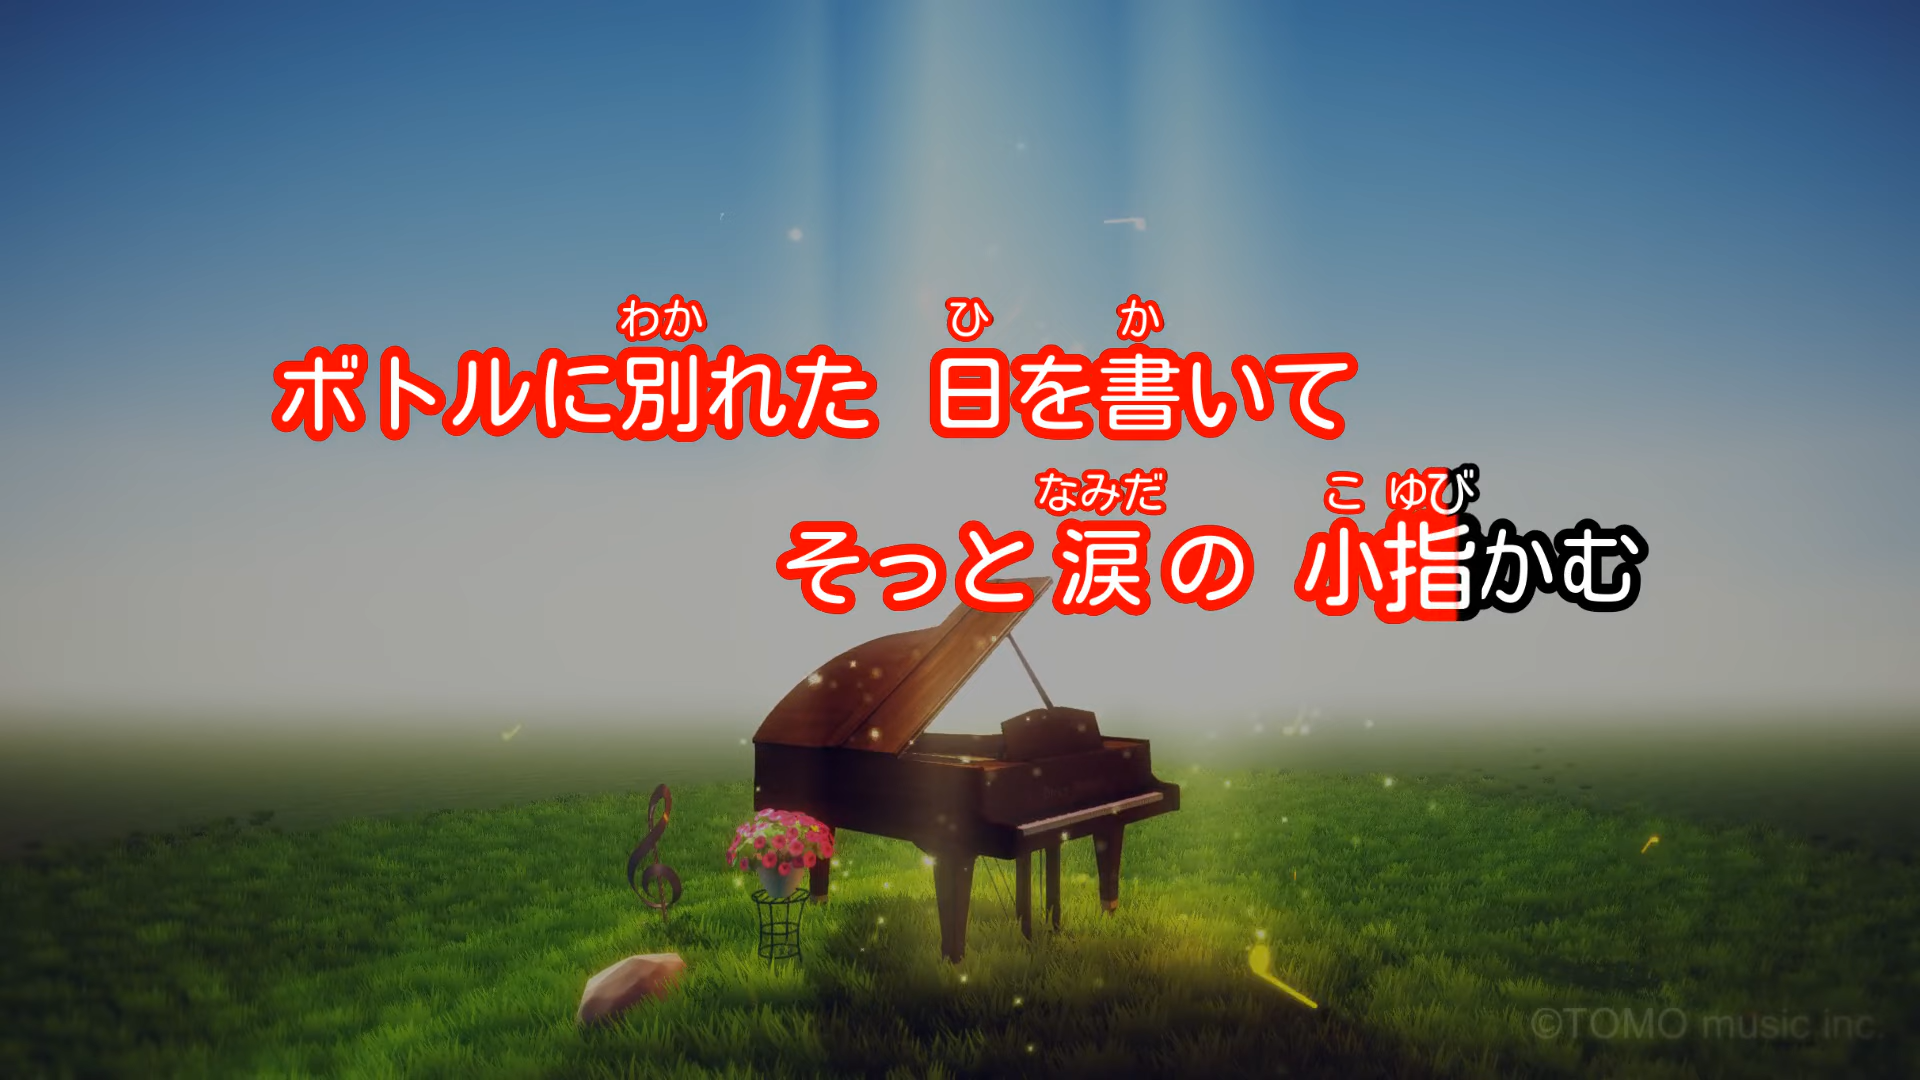 わか ひ か
ボトルに別れた 日を書いて
なみだ こ ゆび
そっと涙の 小指かむ
©TOMO music inc.